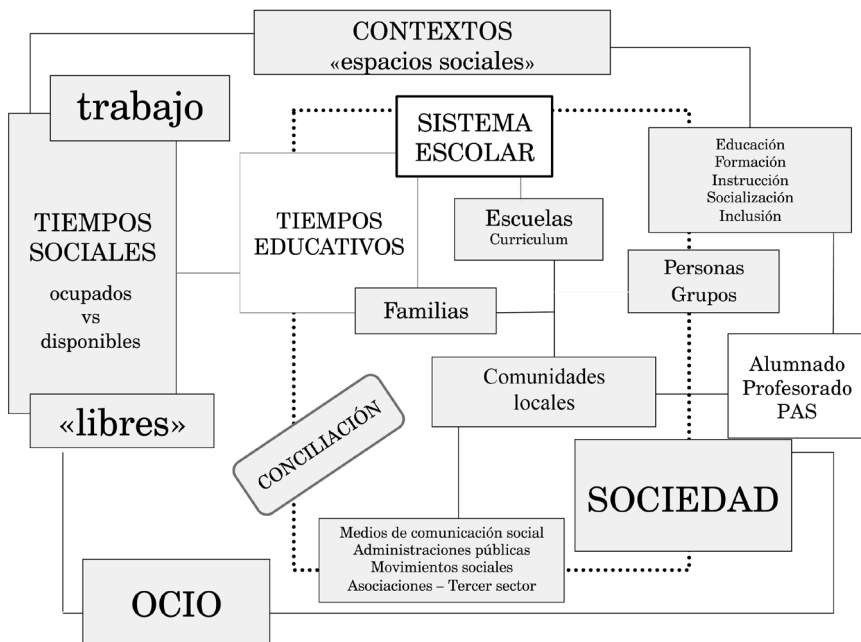 CONTEXTOS
«espacios sociales»
trabajo
SISTEMA
ESCOLAR
Educación
Formación
Instrucción
Socialización
Inclusión
TIEMPOS
SOCIALES
ocupados
vs
disponibles
TIEMPOS
EDUCATIVOS
Escuelas
Curriculum
Personas
Grupos
Familias
Comunidades
locales
Alumnado
Profesorado
PAS
«libres»
CONCILIACIÓN
SOCIEDAD
Medios de comunicación social
Administraciones públicas
Movimientos sociales
Asociaciones – Tercer sector
OCIO